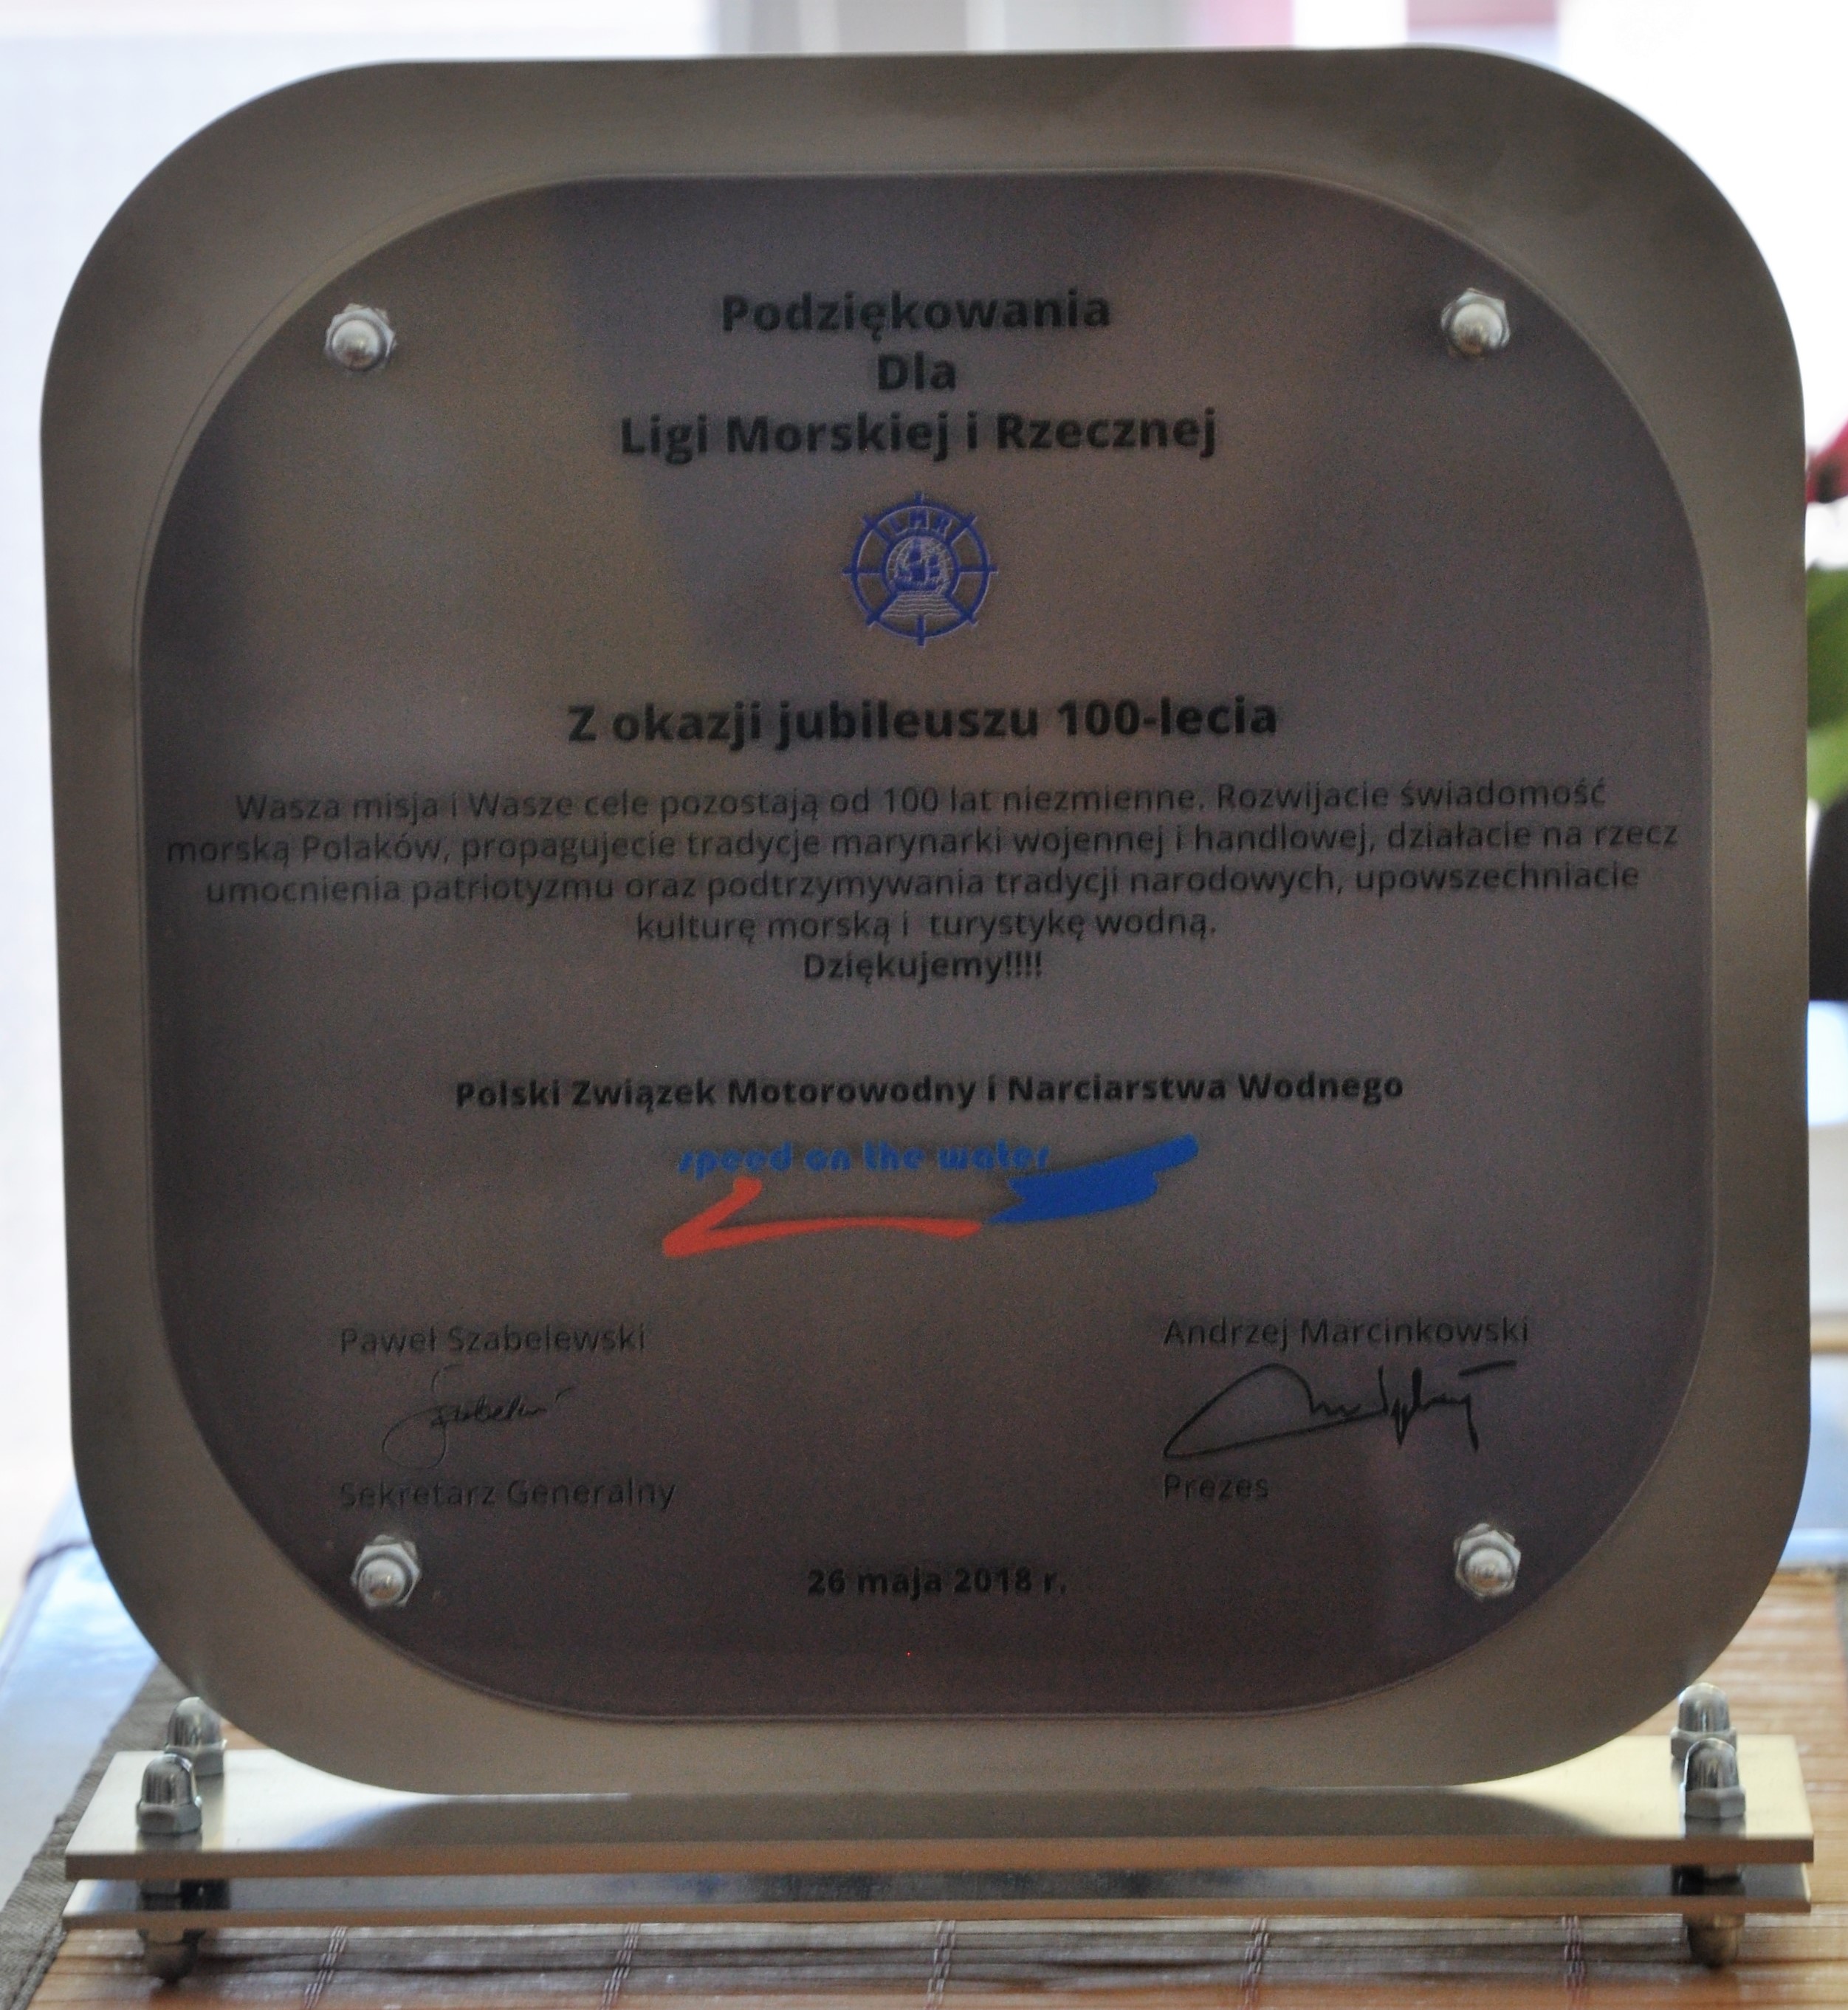 Podziękowania
Dla
Ligi Morskiej i Rzecznej
LMR
Z okazji jubileuszu 100-lecia
Wasza misja i Wasze cele pozostają od 100 lat niezmienne. Rozwijacie świadomość
morską Polaków, propagujecie tradycje marynarki wojennej i handlowej, działacie na rzecz
umocnienia patriotyzmu oraz podtrzymywania tradycji narodowych, upowszechniacie
kulturę morską i turystykę wodną.
Dziękujemy!!!!
Polski Związek Motorowodny i Narciarstwa Wodnego
speed on the water
Paweł Szabelewski
Andrzej Marcinkowski
Sekretarz Generalny
Prezes
26 maja 2018 r.